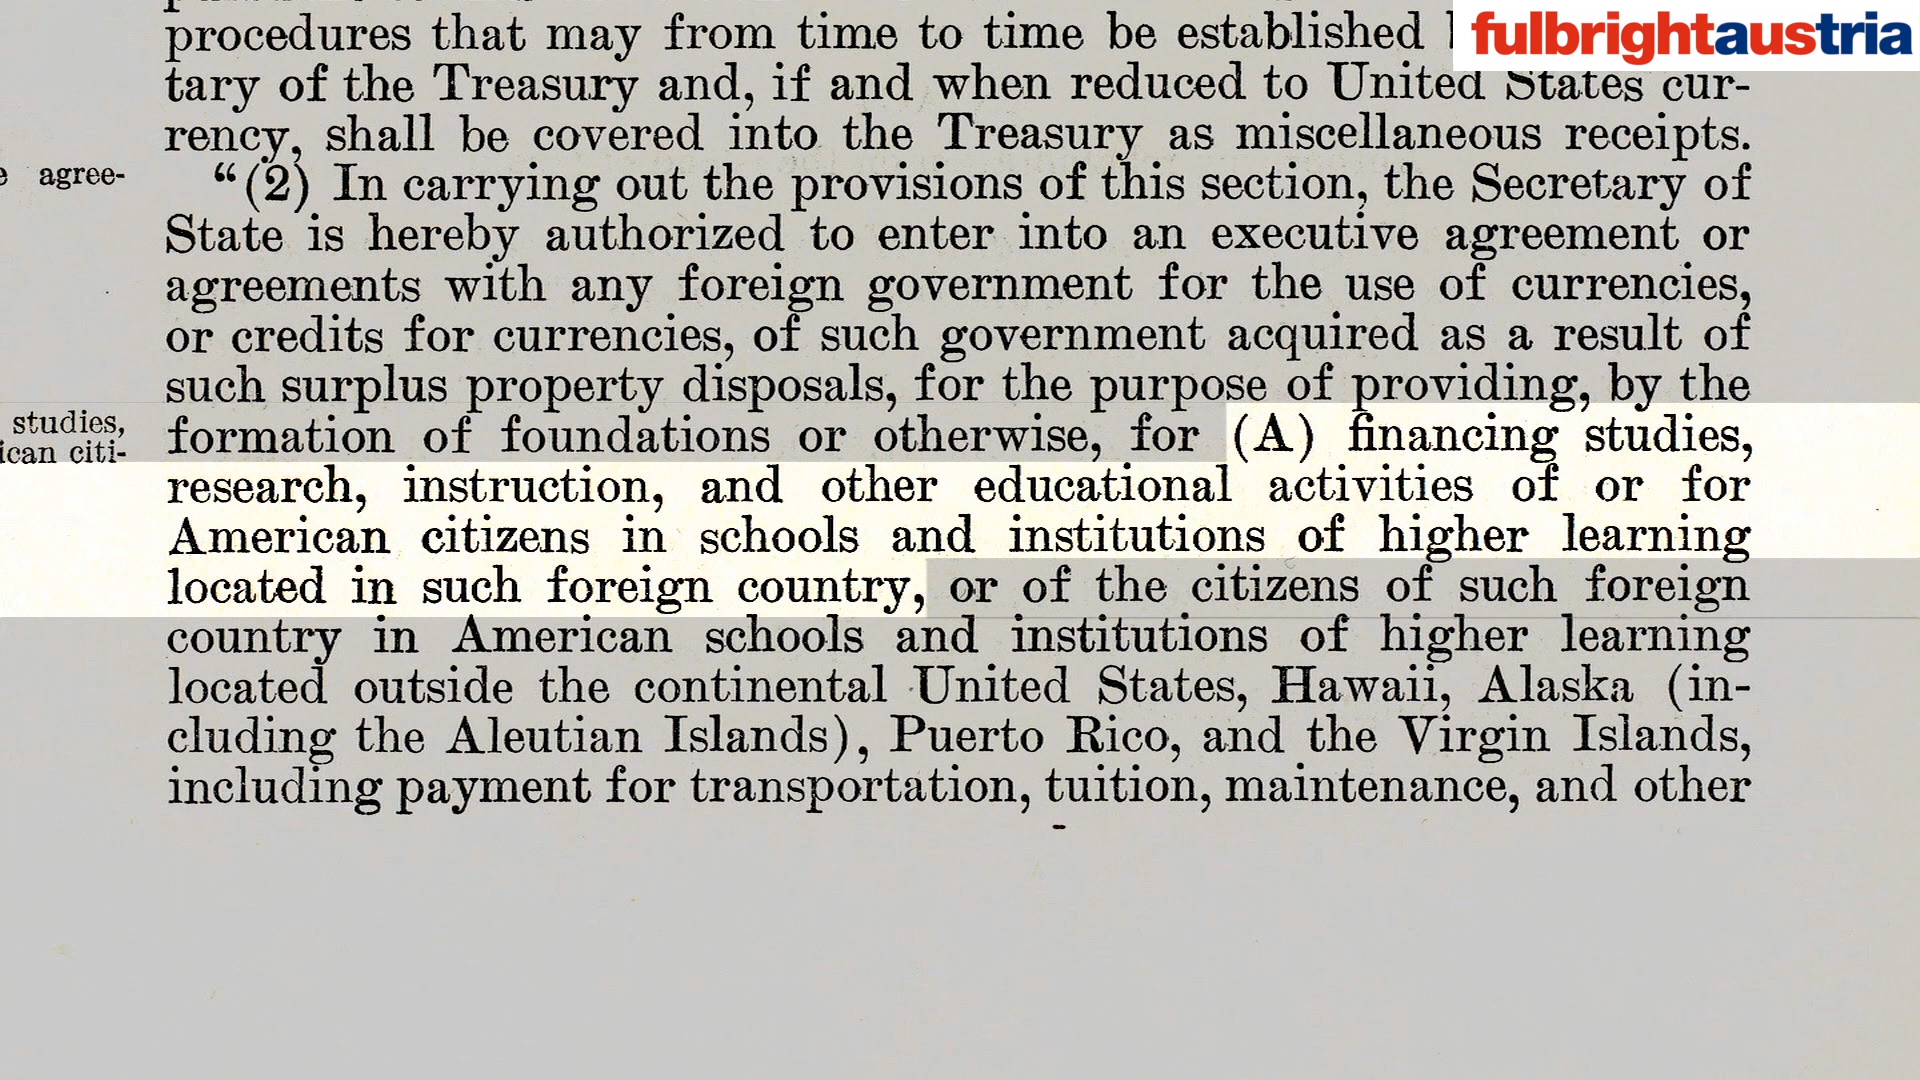 procedures that may from time to time be established
fulbrightaustria
tary of the Treasury and, if and when reduced to United States cur-
rency, shall be covered into the Treasury as miscellaneous receipts.
agree-
“(2) In carrying out the provisions of this section, the Secretary of
State is hereby authorized to enter into an executive agreement or
agreements with any foreign government for the use of currencies,
or credits for currencies, of such government acquired as a result of
such surplus property disposals, for the purpose of providing, by the
studies,
ican citi-
formation of foundations or otherwise, for (A) financing studies,
research, instruction, and other educational activities of or for
American citizens in schools and institutions of higher learning
located in such foreign country, or of the citizens of such foreign
country in American schools and institutions of higher learning
located outside the continental United States, Hawaii, Alaska (in-
cluding the Aleutian Islands), Puerto Rico, and the Virgin Islands,
including payment for transportation, tuition, maintenance, and other